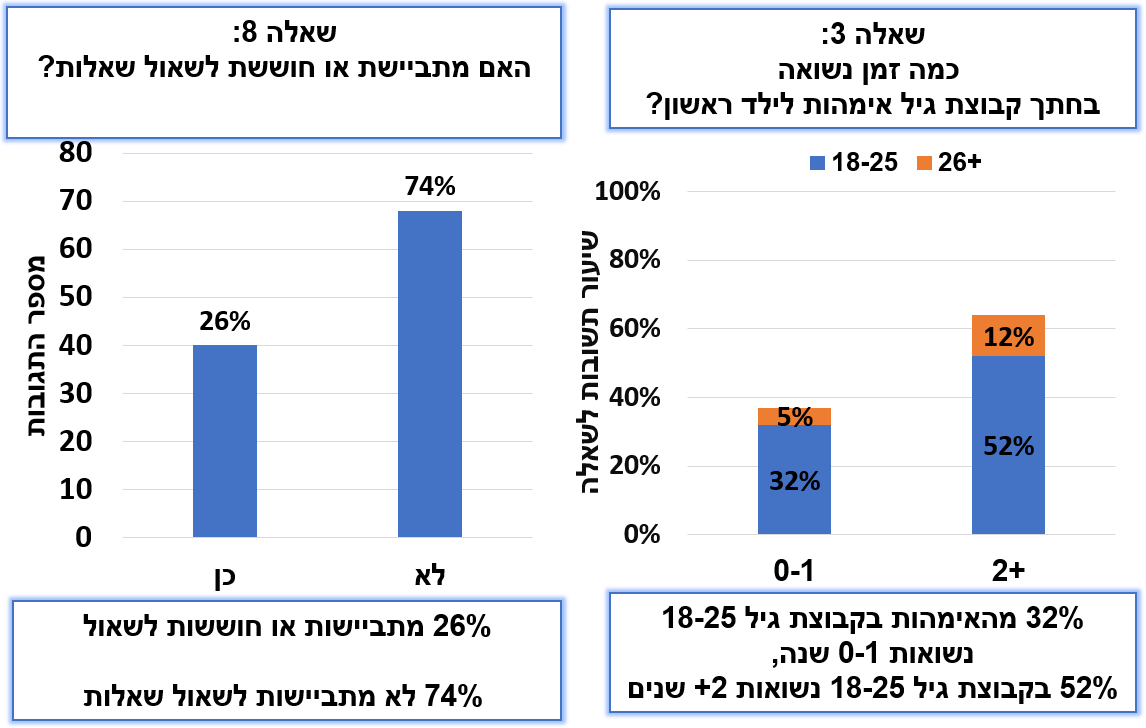 שאלה 3:
כמה זמן נשואה
בחתך קבוצת גיל אימהות לילד ראשון?
18-25 26+
שיעור תשובות לשאלה
100%
80%
60%
40%
20%
0%
5%
32%
12%
52%
0-1 2+
32% מהאימהות בקבוצת גיל 18-25
נשואות 0-1 שנה,
52% בקבוצת גיל 18-25 נשואות 2+ שנים
שאלה 8:
האם מתביישת או חוששת לשאול שאלות?
מספר התגובות
80
70
60
50
40
30
20
10
0
26%
74%
כן לא
26% מתביישות או חוששות לשאול
74% לא מתביישות לשאול שאלות